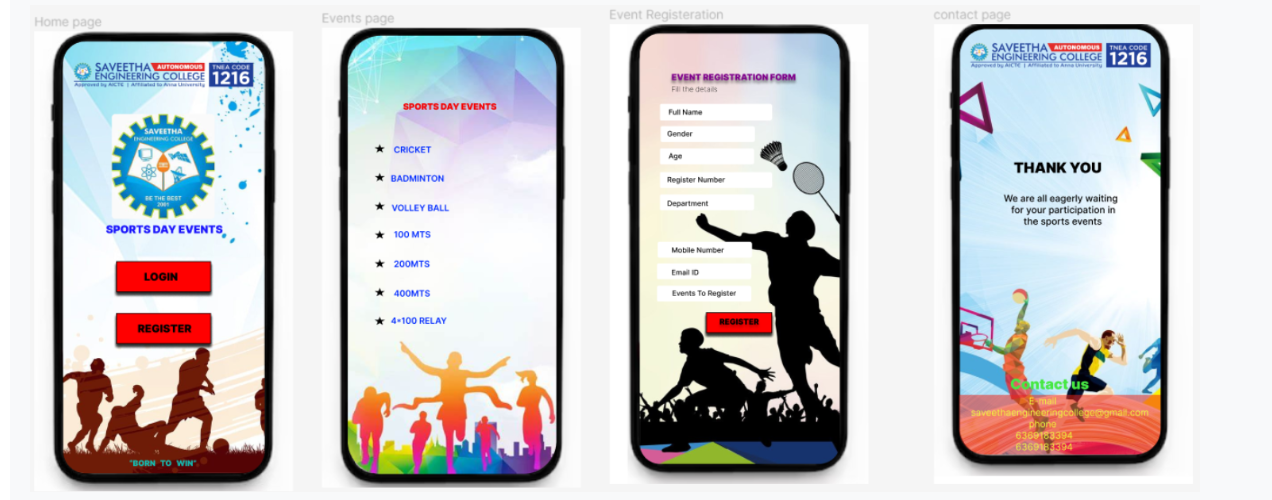 Home page
SAVEETHA AUTONOMOUS
ENGINEERING COLLEGE
Approved by AICTE | Affiliated to Anna University
TNEA CODE
1216
SAVEETHA
ENGINEERING COLLEGE
BE THE BEST
2001
SPORTS DAY EVENTS
LOGIN
REGISTER
"BORN TO WIN".
Events page
SPORTS DAY EVENTS
★ CRICKET
★ BADMINTON
★ VOLLEY BALL
★ 100 MTS
★ 200MTS
★ 400MTS
★ 4*100 RELAY
Event Registeration
EVENT REGISTRATION FORM
Fill the details
Full Name
Gender
Age
Register Number
Department
Mobile Number
Email ID
Events To Register
REGISTER
contact page
SAVEETHA AUTONOMOUS
ENGINEERING COLLEGE
Approved by AICTE | Affiliated to Anna University
TNEA CODE
1216
THANK YOU
We are all eagerly waiting
for your participation in
the sports events
Contact us
E-mail
saveethaengineeringcollege@gmail.com
phone
6369183394
6369183394